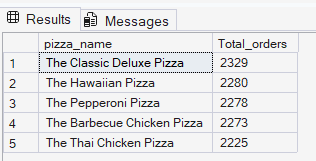 Results Messages
pizza_name Total_orders
1 The Classic Deluxe Pizza 2329
2 The Hawaiian Pizza 2280
3 The Pepperoni Pizza 2278
4 The Barbecue Chicken Pizza 2273
5 The Thai Chicken Pizza 2225